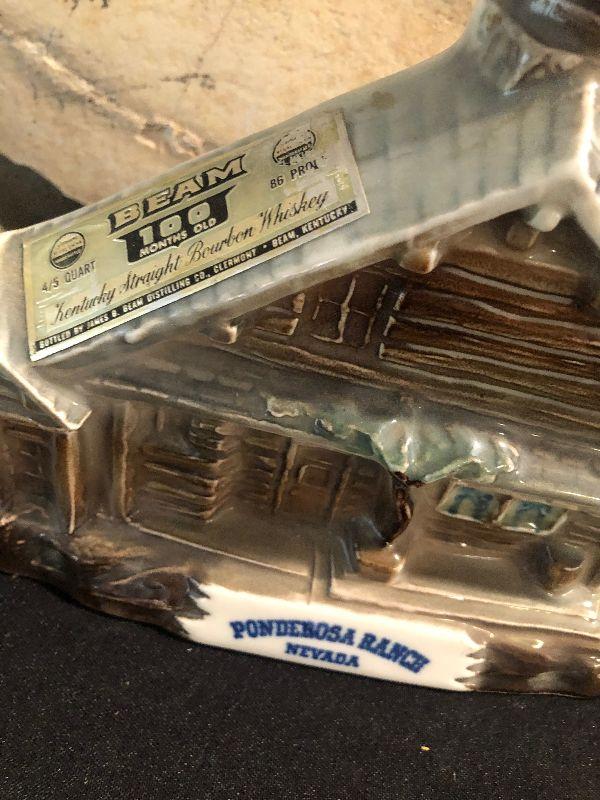 BEAM
100
MONTHS OLD
4/5 QUART
86 PROOF
Kentucky Straight Bourbon Whiskey
BOTTLED BY JAMES B. BEAM DISTILLING CO., CLERMONT • BEAM, KENTUCKY
PONDEROSA RANCH
NEVADA